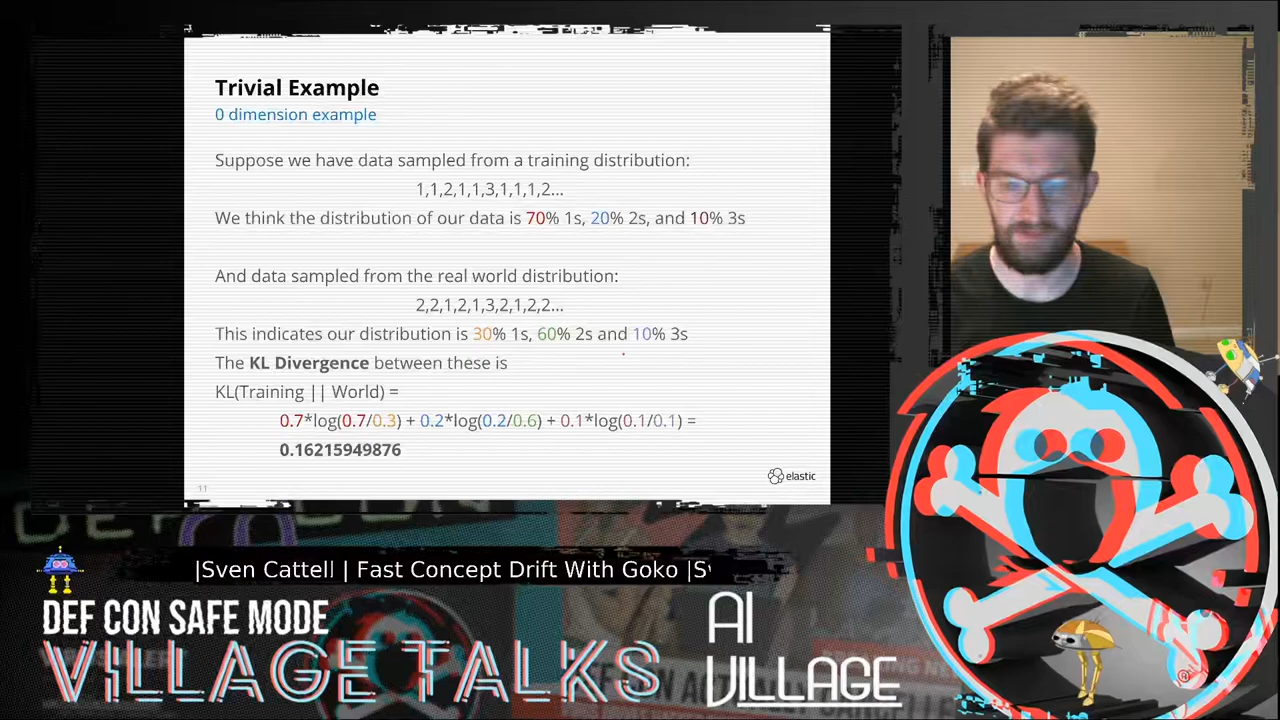 Trivial Example
0 dimension example
Suppose we have data sampled from a training distribution:
1,1,2,1,1,3,1,1,1,2...
We think the distribution of our data is 70% 1s, 20% 2s, and 10% 3s
And data sampled from the real world distribution:
2,2,1,2,1,3,2,1,2,2...
This indicates our distribution is 30% 1s, 60% 2s and 10% 3s
The KL Divergence between these is
KL(Training || World) =
0.7*log(0.7/0.3) + 0.2*log(0.2/0.6) + 0.1*log(0.1/0.1) =
0.16215949876
elastic
11
|Sven Cattell | Fast Concept Drift With Goko |S
DEF CON SAFE MODE
VILLAGE TALKS
AI
VILLAGE